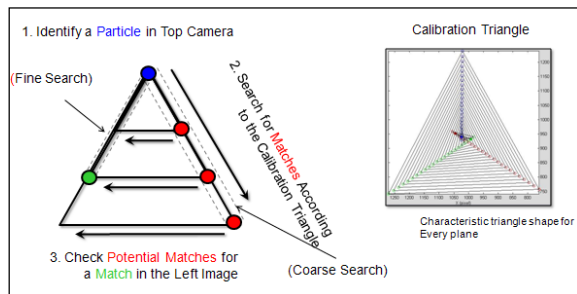 1. Identify a Particle in Top Camera
(Fine Search)
2. Search for Matches According
to the Calibration Triangle
(Coarse Search)
3. Check Potential Matches for
a Match in the Left Image
Calibration Triangle
Characteristic triangle shape for
Every plane